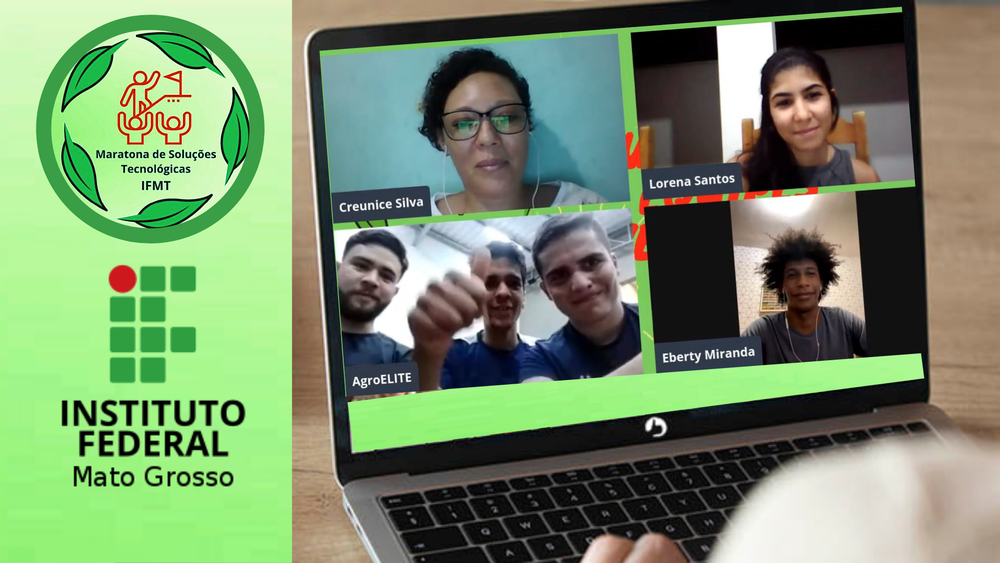 Maratona de Soluções
Tecnológicas
IFMT
INSTITUTO
FEDERAL
Mato Grosso
Creunice Silva
Lorena Santos
AgroELITE
Eberty Miranda